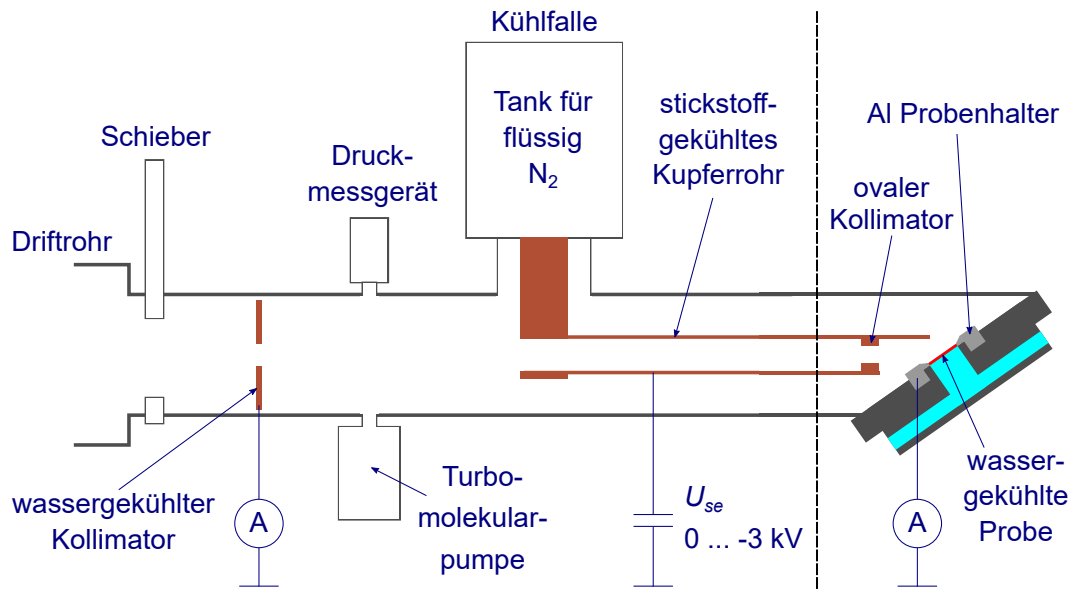 Kühlfalle
Tank für
flüssig
N₂
stickstoff-
gekühltes
Kupferrohr
Al Probenhalter
Schieber
Druck-
messgerät
ovaler
Kollimator
Driftrohr
wassergekühlter
Kollimator
A
Turbo-
molekular-
pumpe
Use
0 ... -3 kV
A
wasser-
gekühlte
Probe